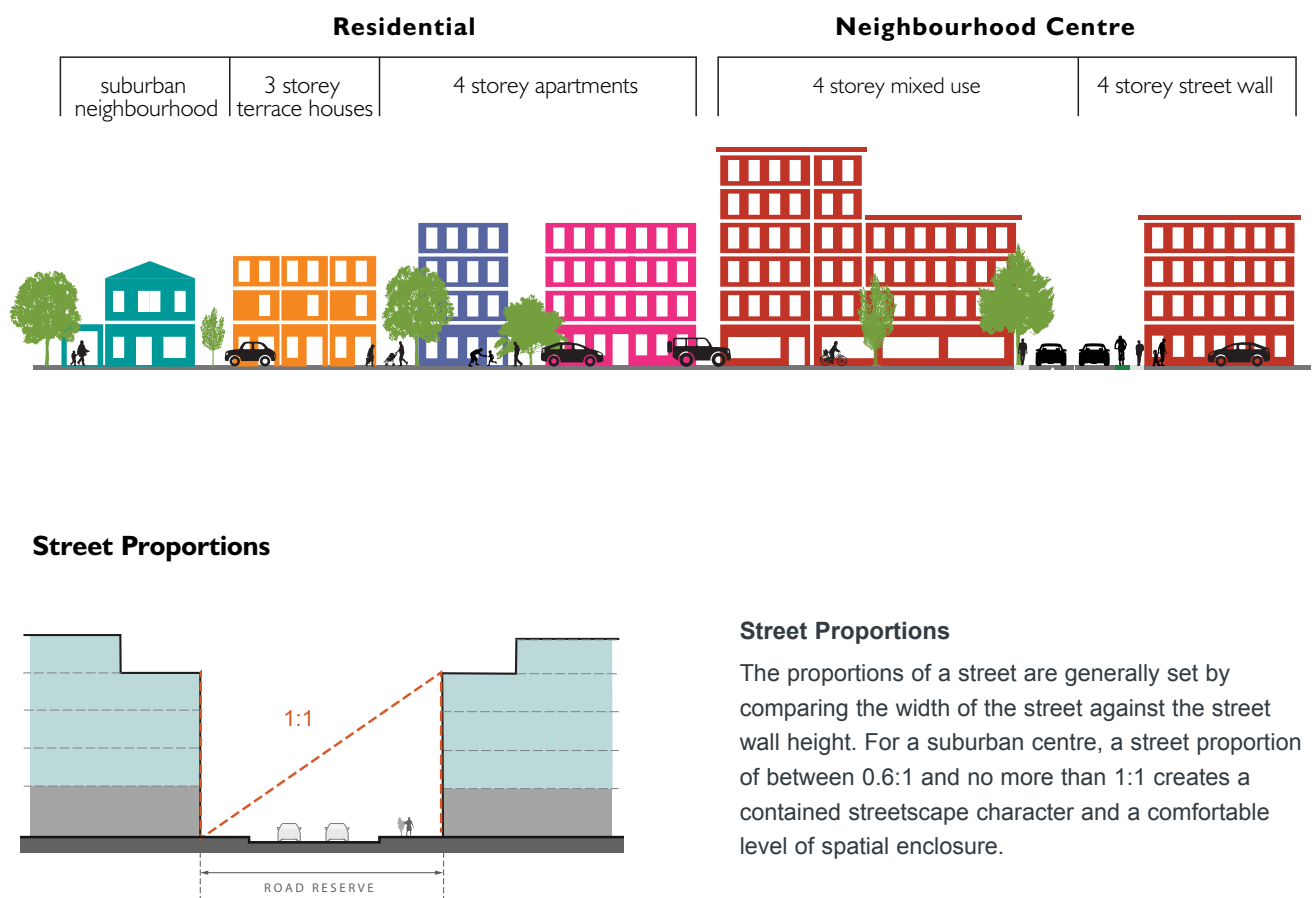 Residential
Neighbourhood Centre
suburban
neighbourhood
3 storey
terrace houses
4 storey apartments
4 storey mixed use
4 storey street wall
Street Proportions
1:1
ROAD RESERVE
Street Proportions
The proportions of a street are generally set by
comparing the width of the street against the street
wall height. For a suburban centre, a street proportion
of between 0.6:1 and no more than 1:1 creates a
contained streetscape character and a comfortable
level of spatial enclosure.